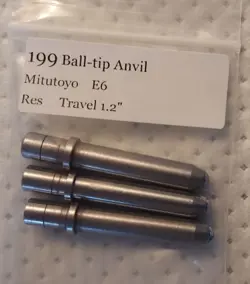 199 Ball-tip Anvil
Mitutoyo E6
Res Travel 1.2"